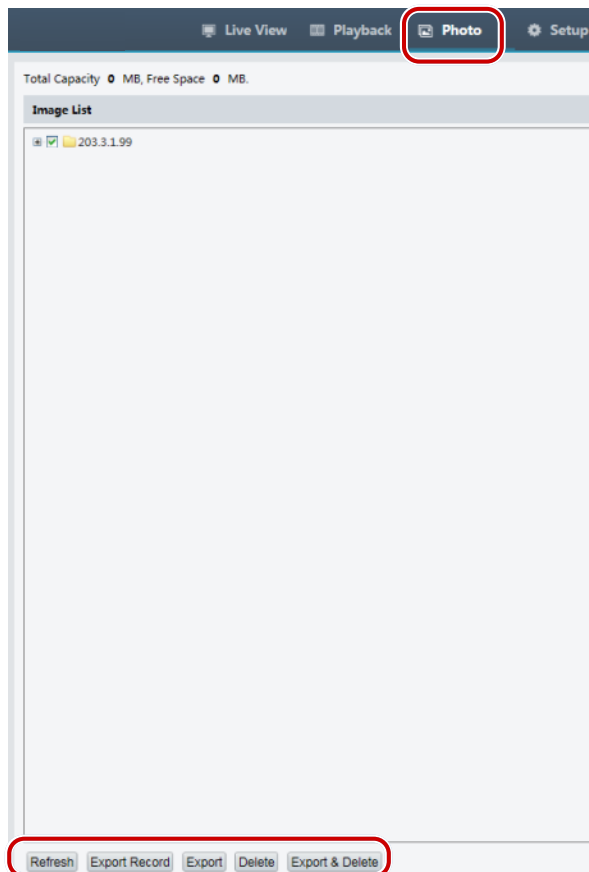 Live View Playback Photo Setup
Total Capacity 0 MB, Free Space 0 MB.
Image List
203.3.1.99
Refresh Export Record Export Delete Export & Delete